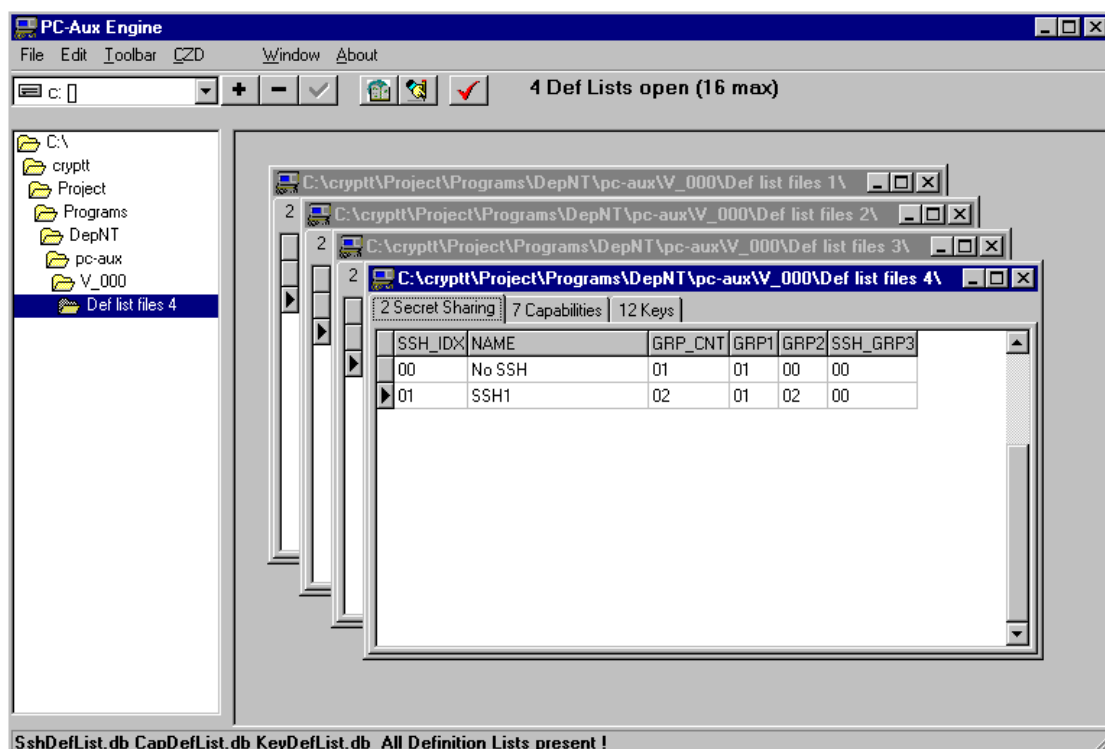 PC-Aux Engine
File Edit Toolbar CZD Window About
c: []
4 Def Lists open (16 max)
C:\
cryptt
Project
Programs
DepNT
pc-aux
V_000
Def list files 4
C:\cryptt\Project\Programs\DepNT\pc-aux\V_000\Def list files 1\
2
C:\cryptt\Project\Programs\DepNT\pc-aux\V_000\Def list files 2\
2
C:\cryptt\Project\Programs\DepNT\pc-aux\V_000\Def list files 3\
2
C:\cryptt\Project\Programs\DepNT\pc-aux\V_000\Def list files 4\
2 Secret Sharing 7 Capabilities 12 Keys
SSH_IDX NAME GRP_CNT GRP1 GRP2 SSH_GRP3
00 No SSH 01 01 00 00
01 SSH1 02 01 02 00
SshDefList.db CapDefList.db KeyDefList.db All Definition Lists present !